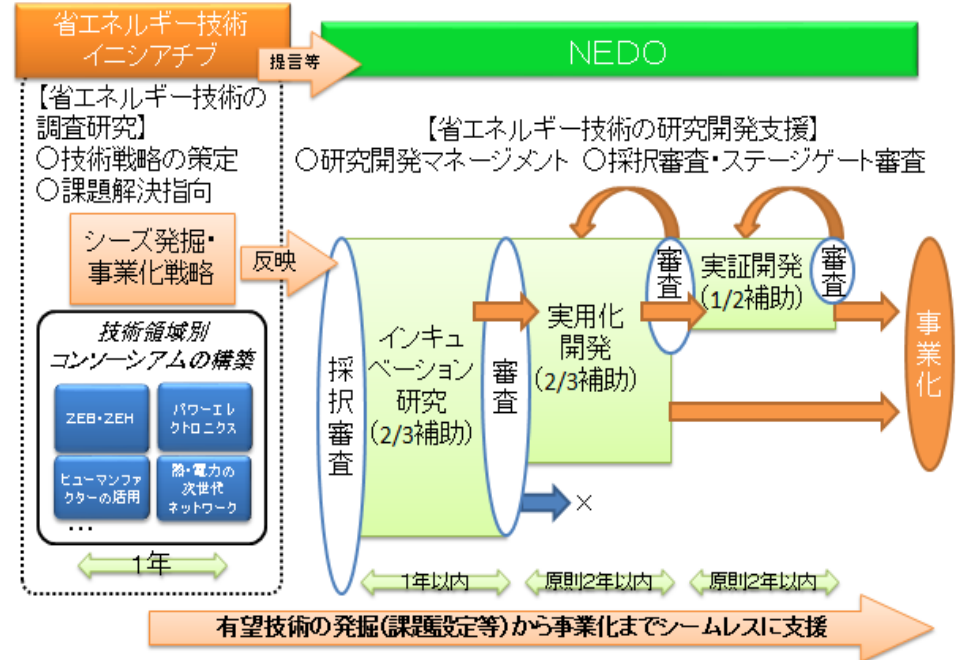 省エネルギー技術
イニシアチブ
提言等
NEDO
【省エネルギー技術の
調査研究】
○技術戦略の策定
○課題解決指向
【省エネルギー技術の研究開発支援】
○研究開発マネージメント ○採択審査・ステージゲート審査
シーズ発掘・
事業化戦略
反映
技術領域別
コンソーシアムの構築
ZEB・ZEH
パワーエレ
クトロニクス
ヒューマンファ
クターの活用
熱・電力の
次世代
ネットワーク
…
1年
採択審査
インキュ
ベーション
研究
(2/3補助)
審査
実用化
開発
(2/3補助)
審査
実証開発
(1/2補助)
審査
事業化
×
1年以内
原則2年以内
原則2年以内
有望技術の発掘(課題設定等)から事業化までシームレスに支援